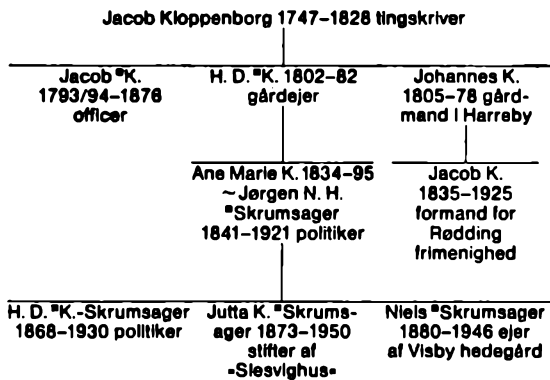 Jacob Kloppenborg 1747–1828 tingskriver
Jacob *K.
1793/94–1876
officer
H. D. *K. 1802–82
gårdejer
Johannes K.
1805–78 gård-
mand i Harreby
Ane Marie K. 1834–95
~ Jørgen N. H.
*Skrumsager
1841–1921 politiker
Jacob K.
1835–1925
formand for
Rødding
frimenighed
H. D. *K.-Skrumsager
1868–1930 politiker
Jutta K. *Skrums-
ager 1873–1950
stifter af
»Slesvighus«
Niels *Skrumsager
1880–1946 ejer
af Visby hedegård